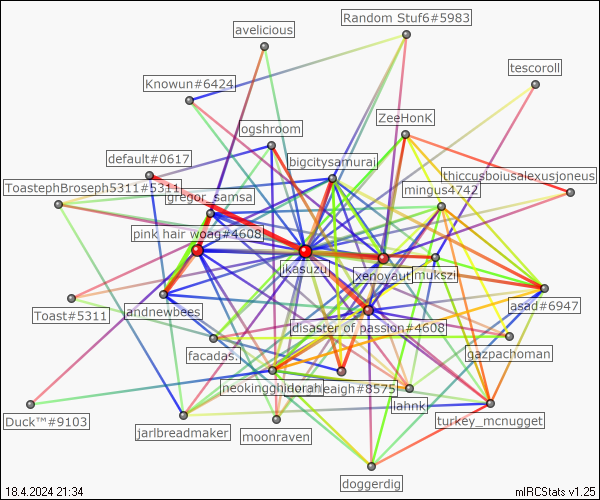 Random Stuf6#5983
avelicious
tescoroll
Knowun#6424
ZeeHonK
ogshroom
default#0617
bigcitysamurai
thiccusboiusalexusjoneus
ToastephBroseph5311#5311
mingus4742
gregor_samsa
pink hair woag#4608
ikasuzu
xenoyaut
mukszi
Toast#5311
andnewbees
asad#6947
disaster of passion#4608
facadas.
gazpachoman
neokingghidorah
eaigh#8575
lahnk
Duck™#9103
turkey_mcnugget
jarlbreadmaker
moonraven
doggerdig
18.4.2024 21:34
mIRCStats v1.25